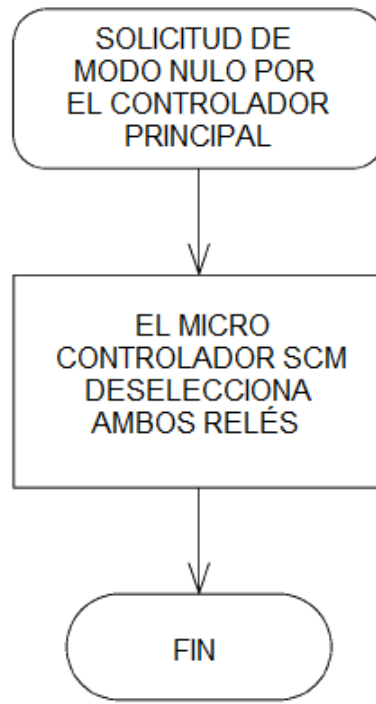 SOLICITUD DE
MODO NULO POR
EL CONTROLADOR
PRINCIPAL
EL MICRO
CONTROLADOR SCM
DESELECCIONA
AMBOS RELÉS
FIN